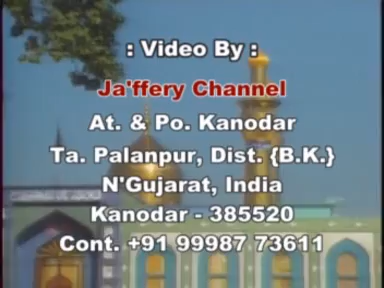 : Video By :
Ja'ffery Channel
At. & Po. Kanodar
Ta. Palanpur, Dist. {B.K.}
N'Gujarat, India
Kanodar - 385520
Cont. +91 99987 73611